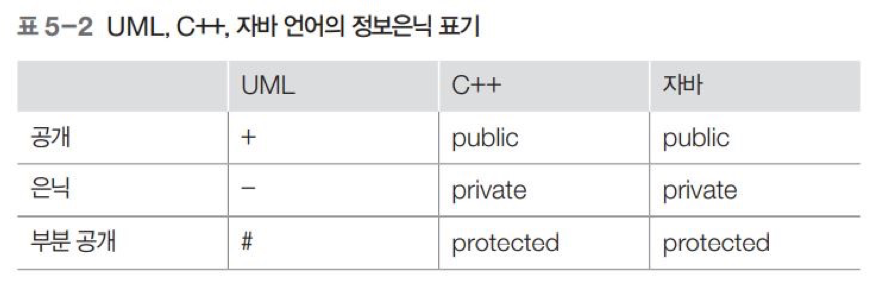 표 5-2 UML, C++, 자바 언어의 정보은닉 표기
UML C++ 자바
공개 + public public
은닉 - private private
부분 공개 # protected protected